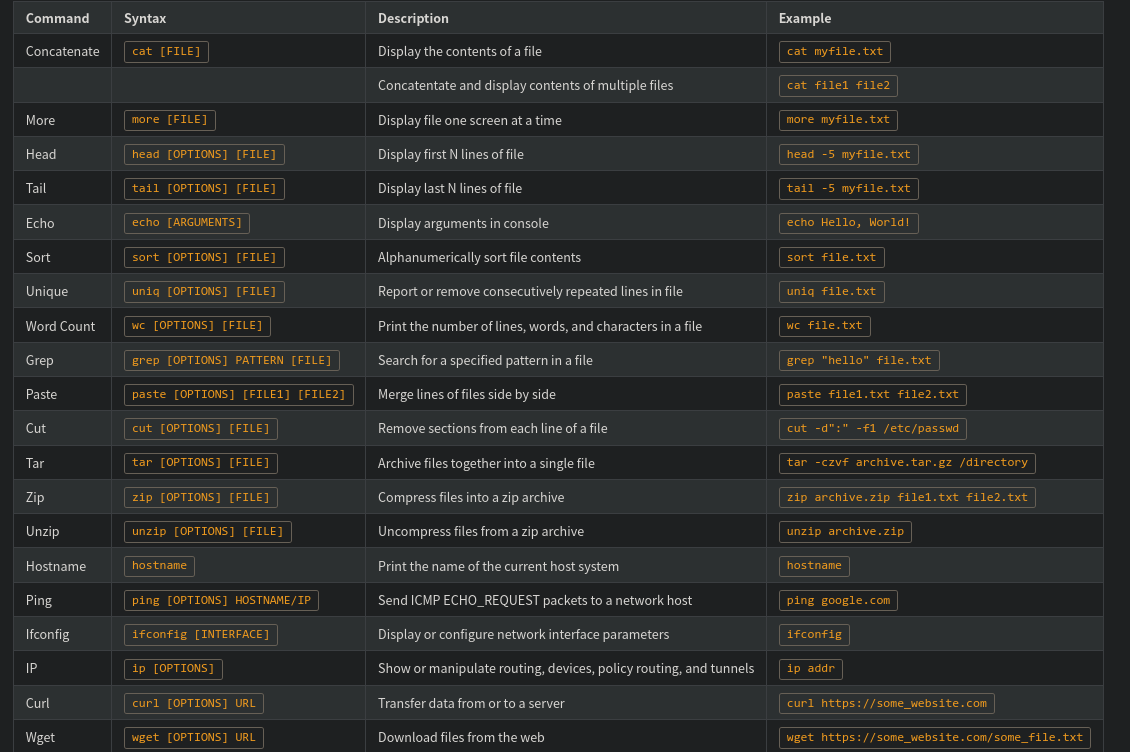 Command Syntax Description Example
Concatenate cat [FILE] Display the contents of a file cat myfile.txt
Concatentate and display contents of multiple files cat file1 file2
More more [FILE] Display file one screen at a time more myfile.txt
Head head [OPTIONS] [FILE] Display first N lines of file head -5 myfile.txt
Tail tail [OPTIONS] [FILE] Display last N lines of file tail -5 myfile.txt
Echo echo [ARGUMENTS] Display arguments in console echo Hello, World!
Sort sort [OPTIONS] [FILE] Alphanumerically sort file contents sort file.txt
Unique uniq [OPTIONS] [FILE] Report or remove consecutively repeated lines in file uniq file.txt
Word Count wc [OPTIONS] [FILE] Print the number of lines, words, and characters in a file wc file.txt
Grep grep [OPTIONS] PATTERN [FILE] Search for a specified pattern in a file grep "hello" file.txt
Paste paste [OPTIONS] [FILE1] [FILE2] Merge lines of files side by side paste file1.txt file2.txt
Cut cut [OPTIONS] [FILE] Remove sections from each line of a file cut -d":" -f1 /etc/passwd
Tar tar [OPTIONS] [FILE] Archive files together into a single file tar -czvf archive.tar.gz /directory
Zip zip [OPTIONS] [FILE] Compress files into a zip archive zip archive.zip file1.txt file2.txt
Unzip unzip [OPTIONS] [FILE] Uncompress files from a zip archive unzip archive.zip
Hostname hostname Print the name of the current host system hostname
Ping ping [OPTIONS] HOSTNAME/IP Send ICMP ECHO_REQUEST packets to a network host ping google.com
Ifconfig ifconfig [INTERFACE] Display or configure network interface parameters ifconfig
IP ip [OPTIONS] Show or manipulate routing, devices, policy routing, and tunnels ip addr
Curl curl [OPTIONS] URL Transfer data from or to a server curl https://some_website.com
Wget wget [OPTIONS] URL Download files from the web wget https://some_website.com/some_file.txt